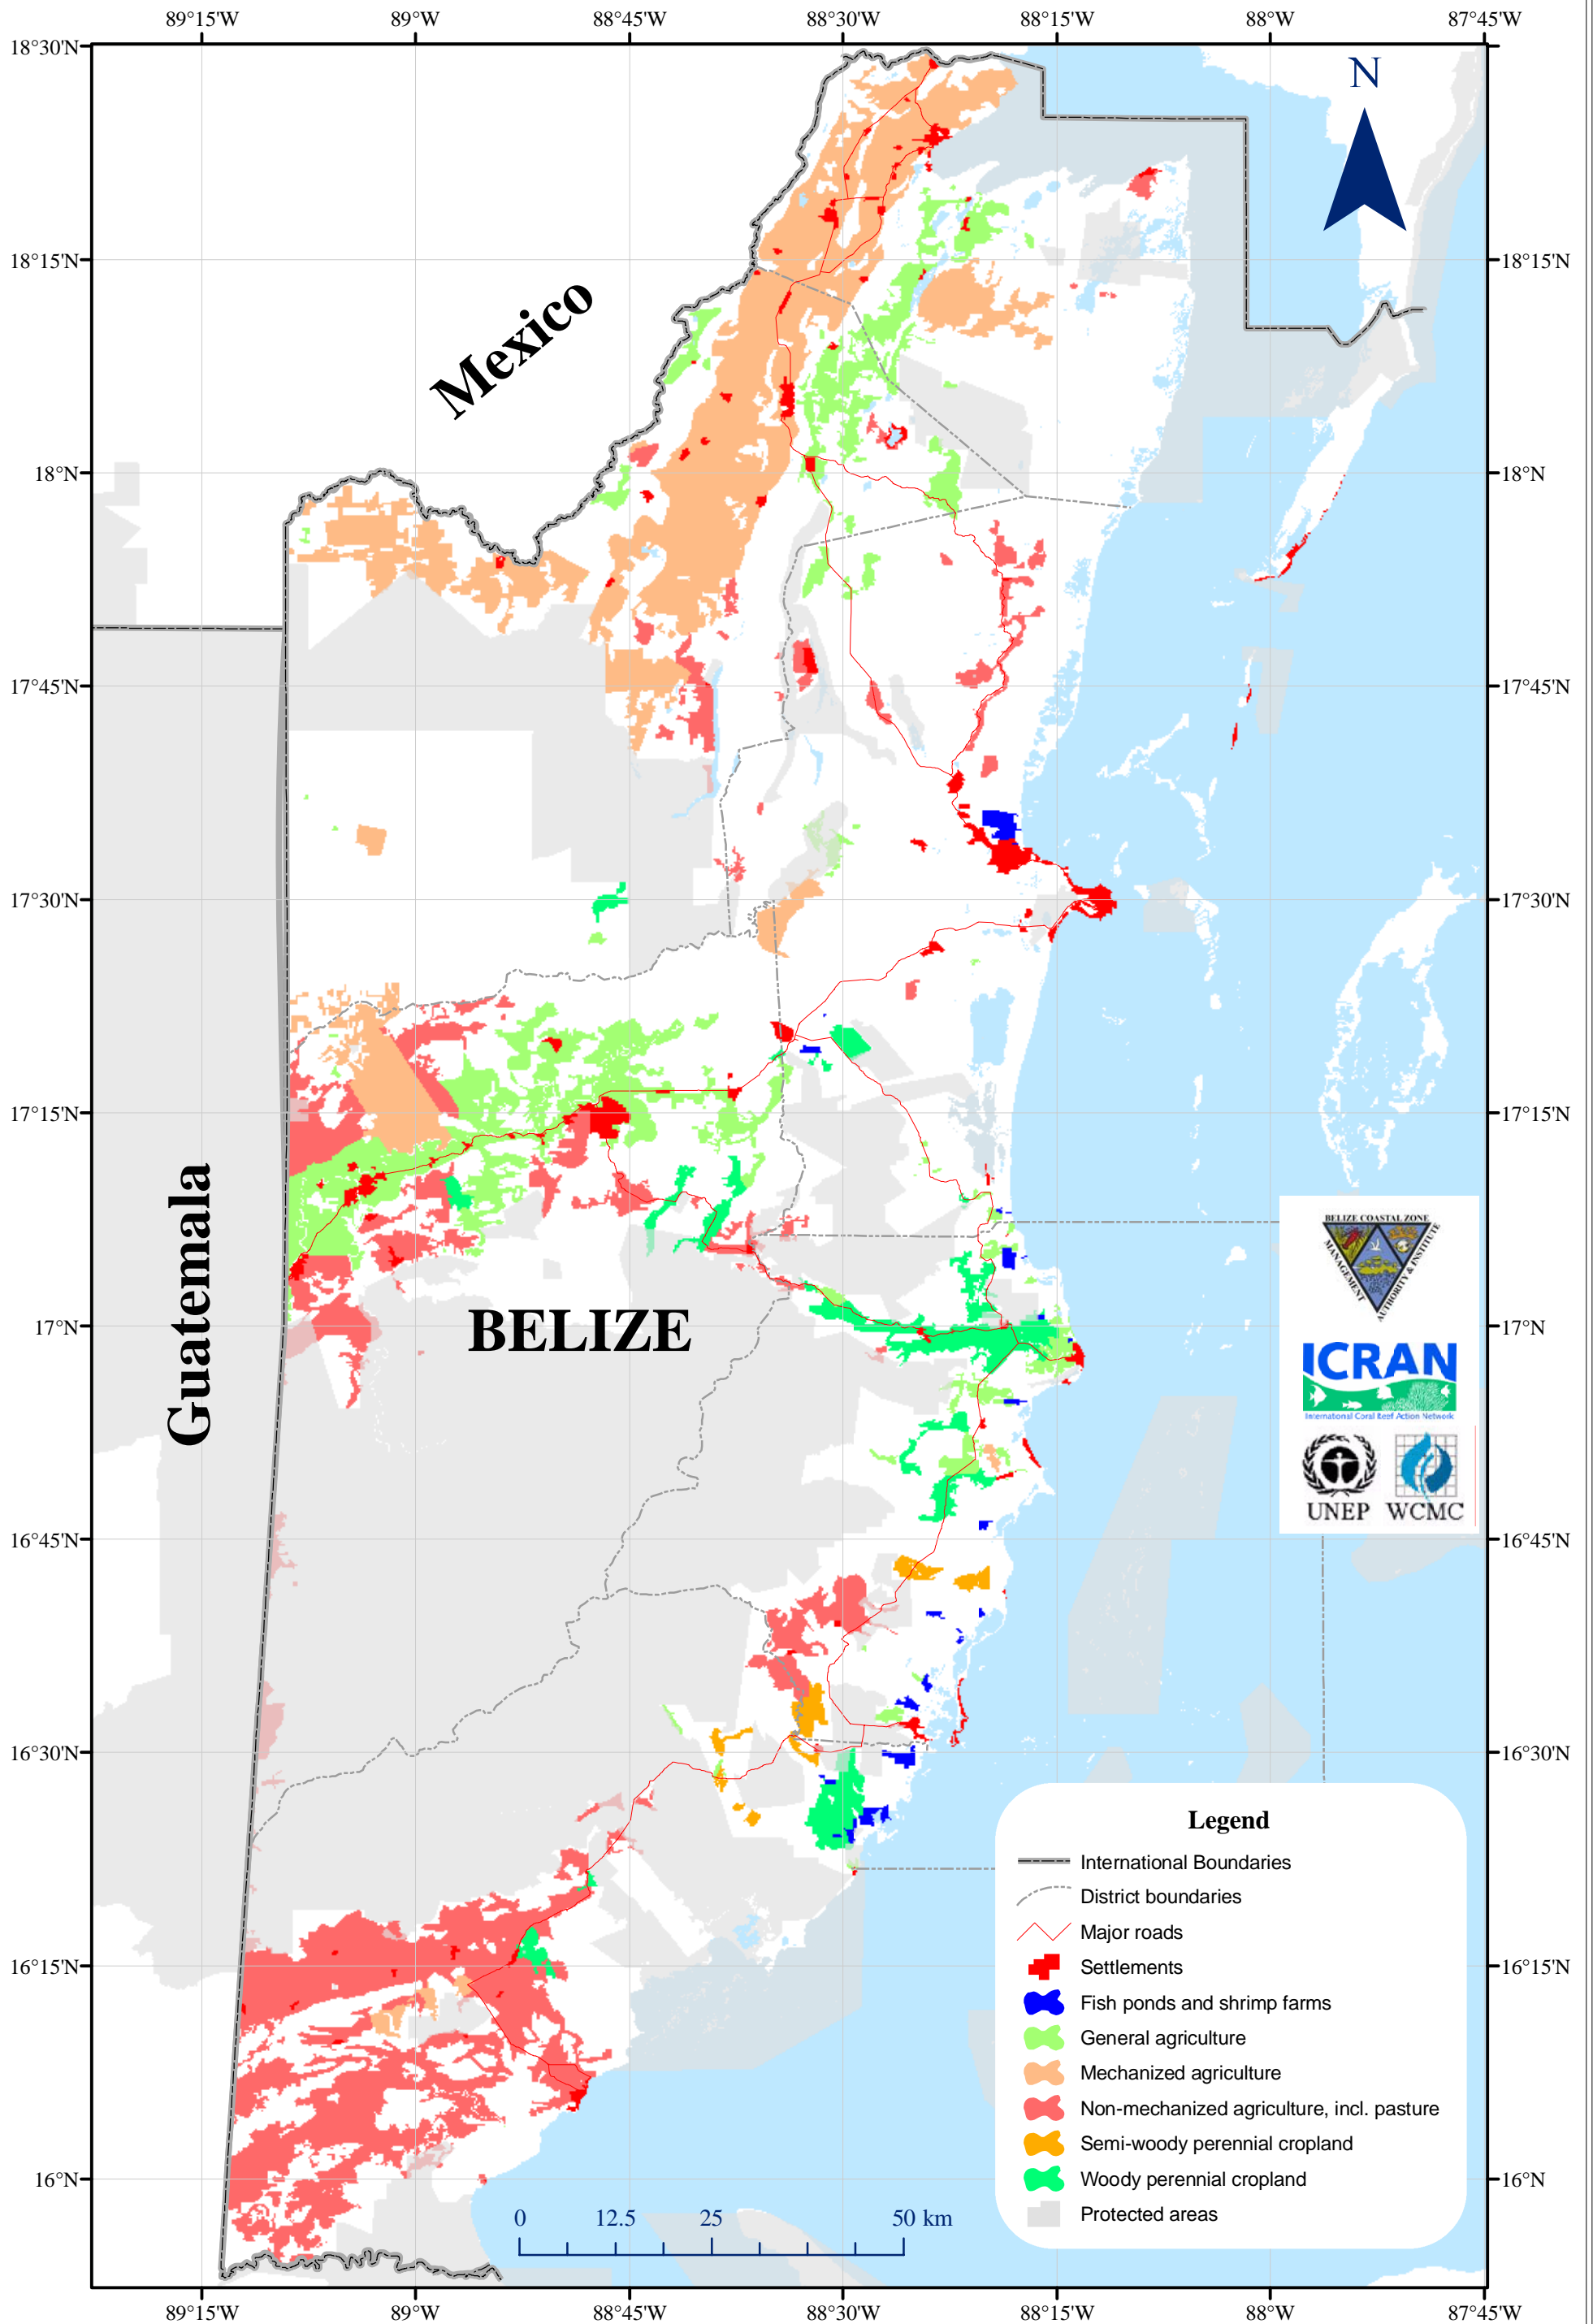 89°15'W 89°W 88°45'W 88°30'W 88°15'W 88°W 87°45'W
18°30'N
N
18°15'N 18°15'N
Mexico
18°N 18°N
17°45'N 17°45'N
17°30'N 17°30'N
17°15'N 17°15'N
Guatemala
BELIZE COASTAL ZONE
MANAGEMENT
AUTHORITY & INSTITUTE
BELIZE
17°N 17°N
ICRAN
International Coral Reef Action Network
UNEP WCMC
16°45'N 16°45'N
16°30'N 16°30'N
Legend
International Boundaries
District boundaries
Major roads
Settlements
Fish ponds and shrimp farms
General agriculture
Mechanized agriculture
Non-mechanized agriculture, incl. pasture
Semi-woody perennial cropland
Woody perennial cropland
Protected areas
16°15'N 16°15'N
16°N 16°N
0 12.5 25 50 km
89°15'W 89°W 88°45'W 88°30'W 88°15'W 88°W 87°45'W